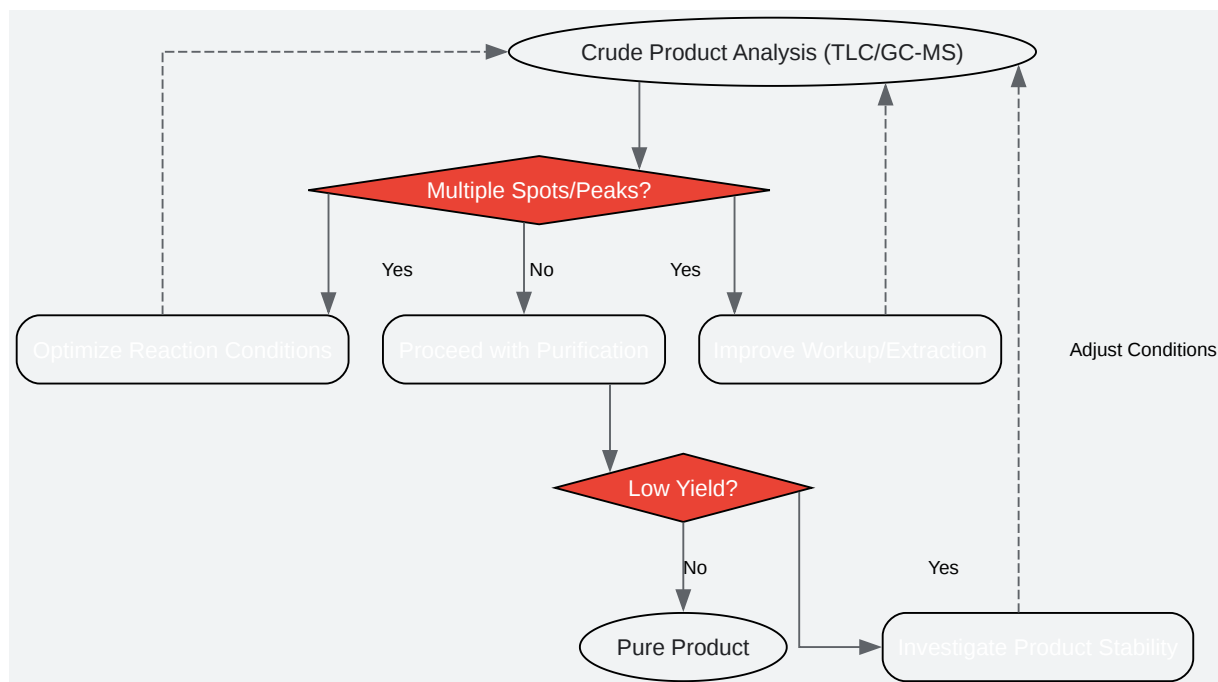 Crude Product Analysis (TLC/GC-MS)
Multiple Spots/Peaks?
Yes
No
Yes
Optimize Reaction Conditions
Proceed with Purification
Improve Workup/Extraction
Adjust Conditions
Low Yield?
No
Yes
Pure Product
Investigate Product Stability